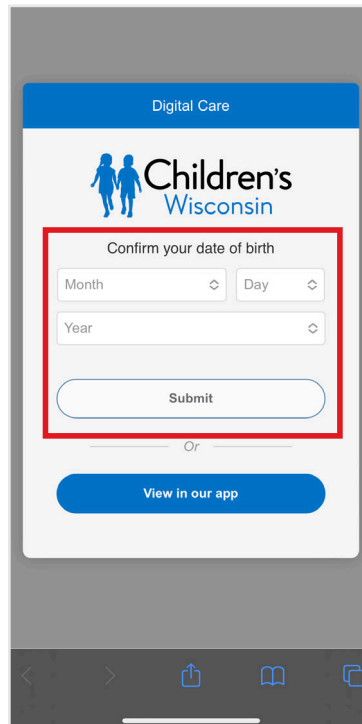 Digital Care
Children's
Wisconsin
Confirm your date of birth
Month Day
Year
Submit
Or
View in our app